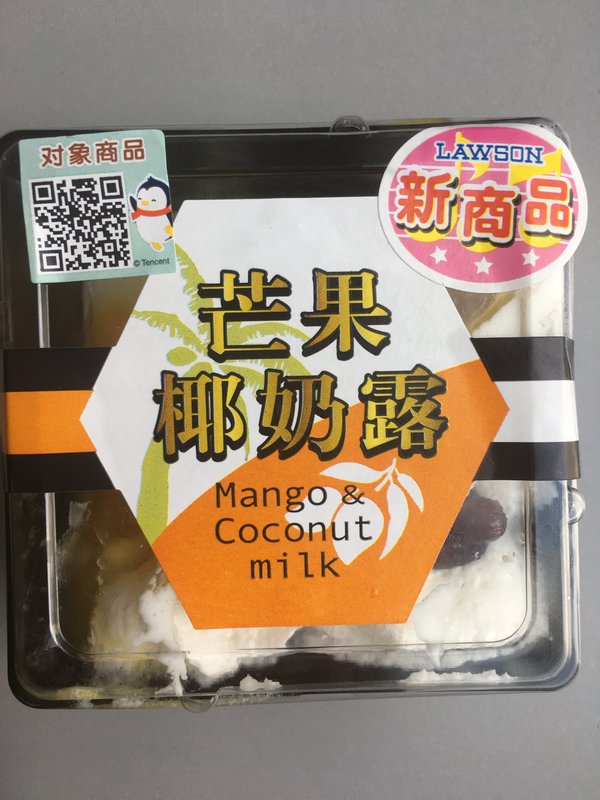 对象商品
© Tencent
LAWSON
新商品
芒果
椰奶露
Mango &
Coconut
milk